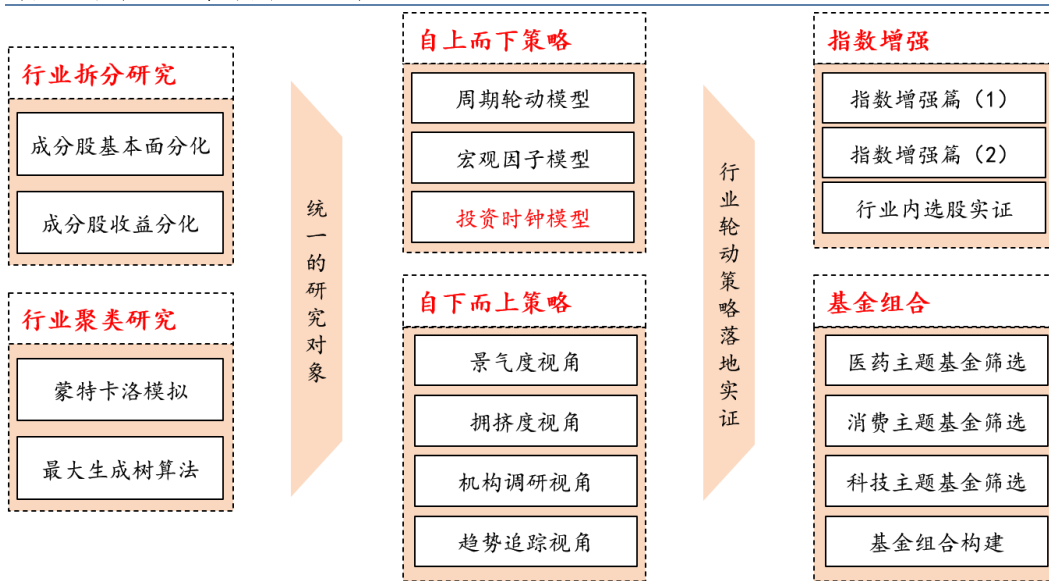 行业拆分研究
成分股基本面分化
成分股收益分化
行业聚类研究
蒙特卡洛模拟
最大生成树算法
统一的研究对象
自上而下策略
周期轮动模型
宏观因子模型
投资时钟模型
自下而上策略
景气度视角
拥挤度视角
机构调研视角
趋势追踪视角
行业轮动策略落地实证
指数增强
指数增强篇（1）
指数增强篇（2）
行业内选股实证
基金组合
医药主题基金筛选
消费主题基金筛选
科技主题基金筛选
基金组合构建